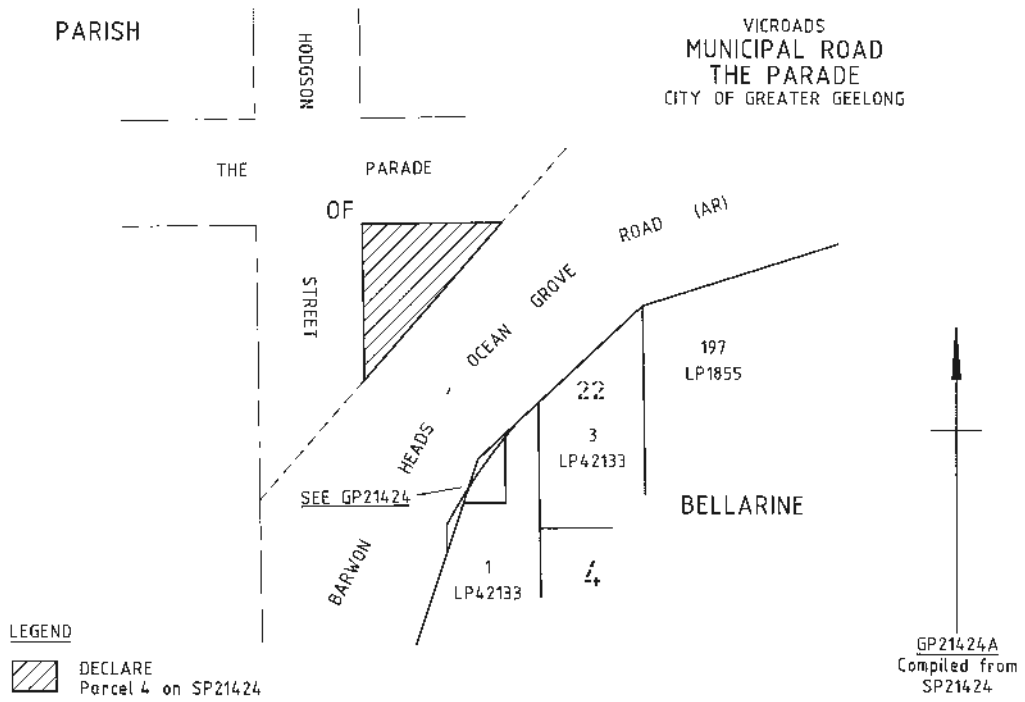 PARISH
HODGSON
VICROADS
MUNICIPAL ROAD
THE PARADE
CITY OF GREATER GEELONG
THE PARADE
OF
ROAD (AR)
STREET
GROVE
OCEAN
197
LP1855
22
3
LP42133
HEADS -
SEE GP21424
BELLARINE
BARWON
1
LP42133
4
LEGEND
DECLARE
Parcel 4 on SP21424
GP21424A
Compiled from
SP21424